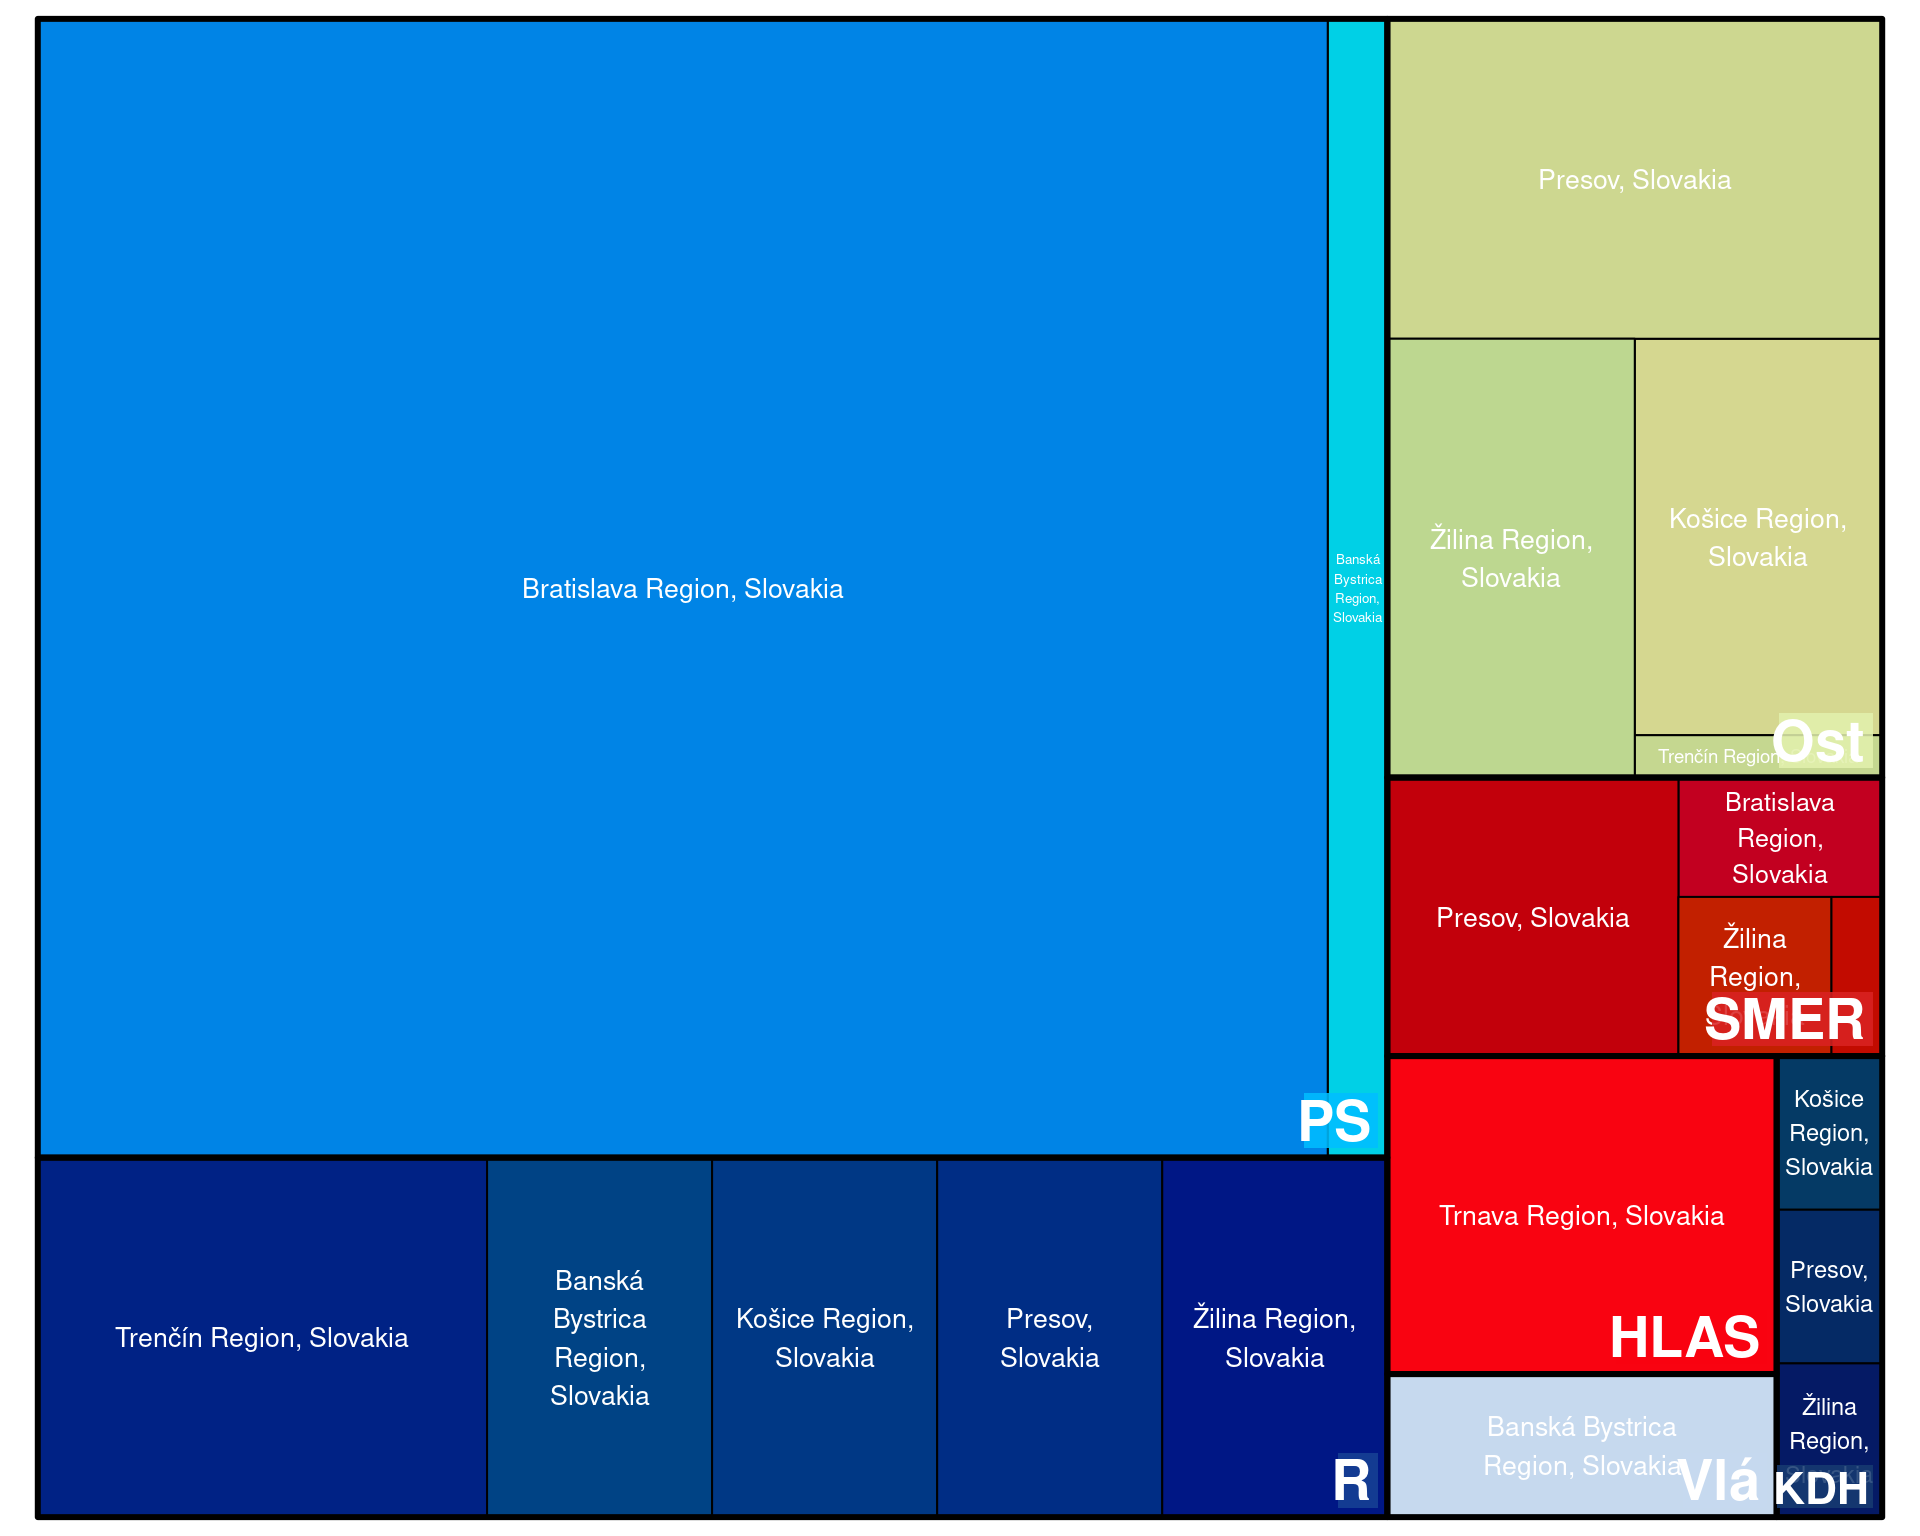 Bratislava Region, Slovakia
Banská
Bystrica
Region,
Slovakia
PS
Trenčín Region, Slovakia
Banská
Bystrica
Region,
Slovakia
Košice Region,
Slovakia
Presov,
Slovakia
Žilina Region,
Slovakia
R
Presov, Slovakia
Žilina Region,
Slovakia
Košice Region,
Slovakia
Trenčín Region
Ost
Presov, Slovakia
Bratislava
Region,
Slovakia
Žilina
Region,
SMER
Trnava Region, Slovakia
HLAS
Banská Bystrica
Region, Slovakia
Vlá
Košice
Region,
Slovakia
Presov,
Slovakia
Žilina
Region,
Slovakia
KDH